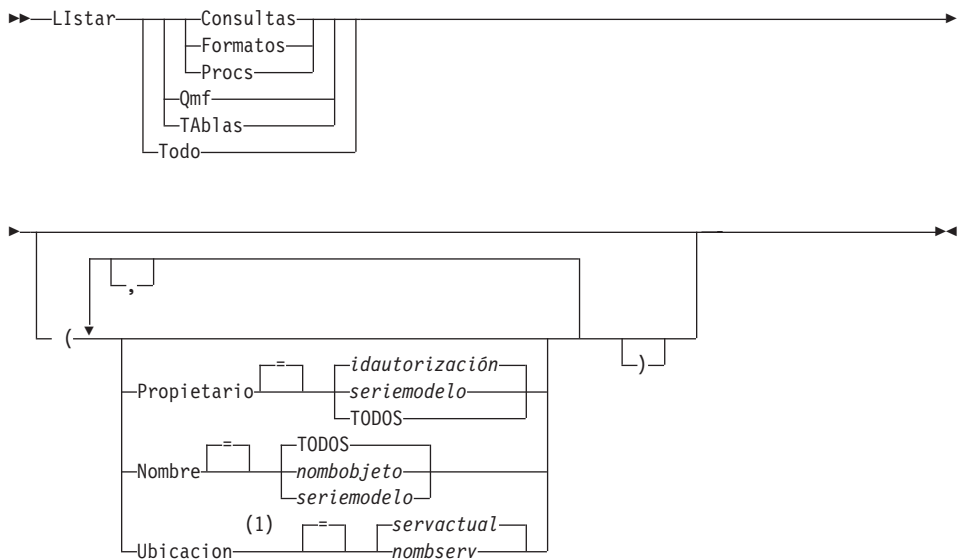 LIstar Consultas
Formatos
Procs
Qmf
TAblas
Todo
,
( )
= idautorización
Propietario seriemodelo
TODOS
= TODOS
Nombre nombobjeto
seriemodelo
(1) = servactual
Ubicacion nombserv